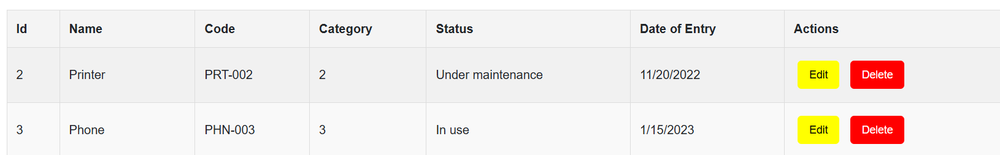 Id Name Code Category Status Date of Entry Actions
2 Printer PRT-002 2 Under maintenance 11/20/2022 Edit Delete
3 Phone PHN-003 3 In use 1/15/2023 Edit Delete